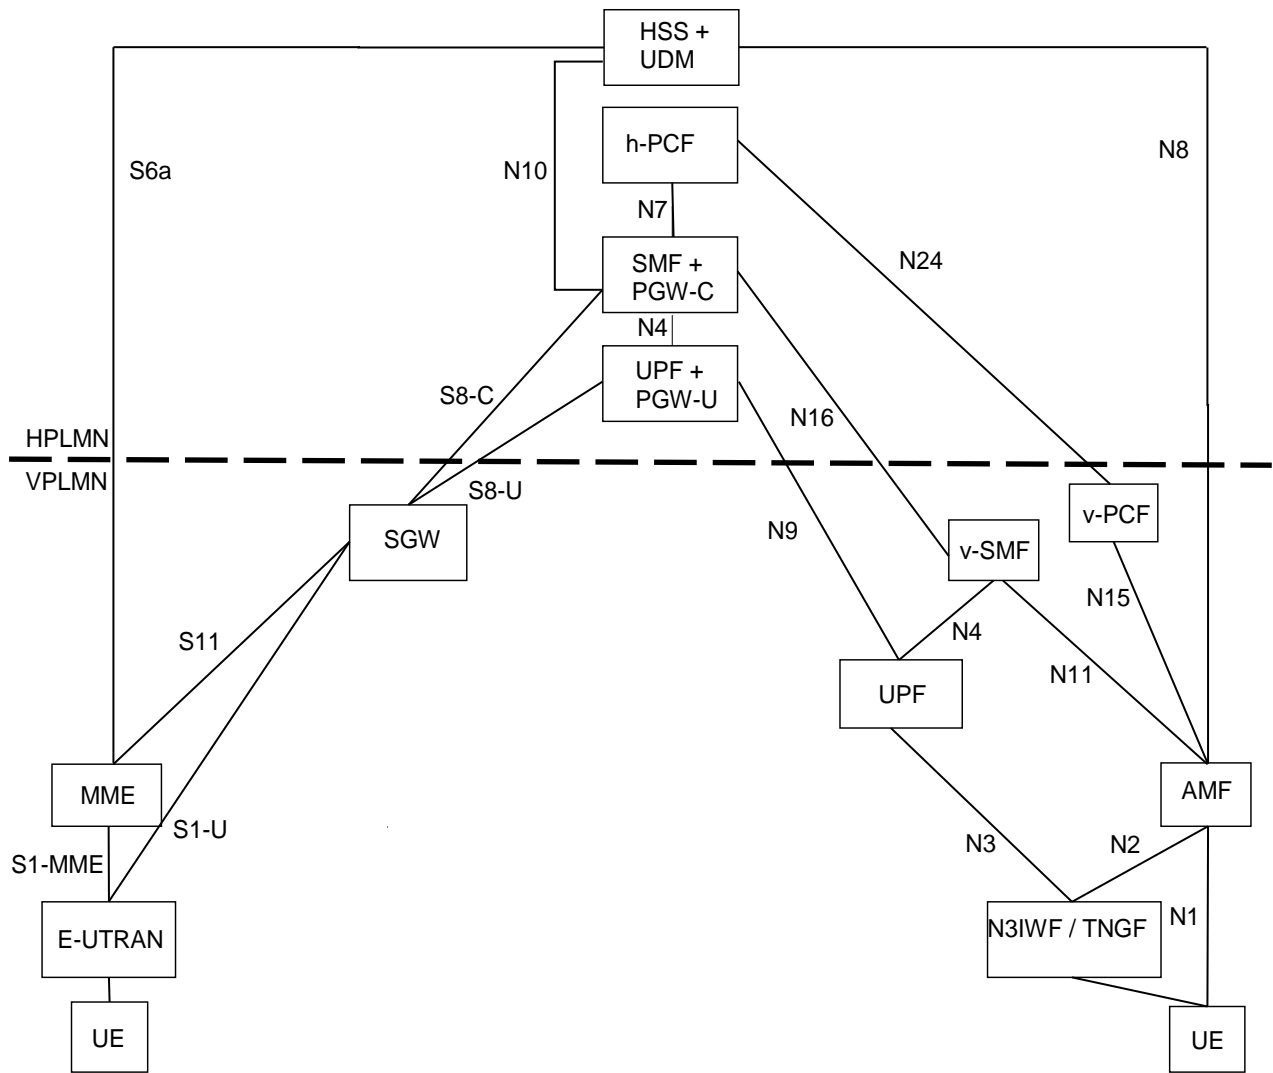 HSS +
UDM
h-PCF
S6a
N10
N8
N7
SMF +
PGW-C
N24
N4
UPF +
PGW-U
S8-C
N16
HPLMN
VPLMN
S8-U
v-PCF
SGW
N9
v-SMF
N15
S11
N4
N11
UPF
MME
AMF
S1-U
S1-MME
N3
N2
E-UTRAN
N3IWF / TNGF
N1
UE
UE